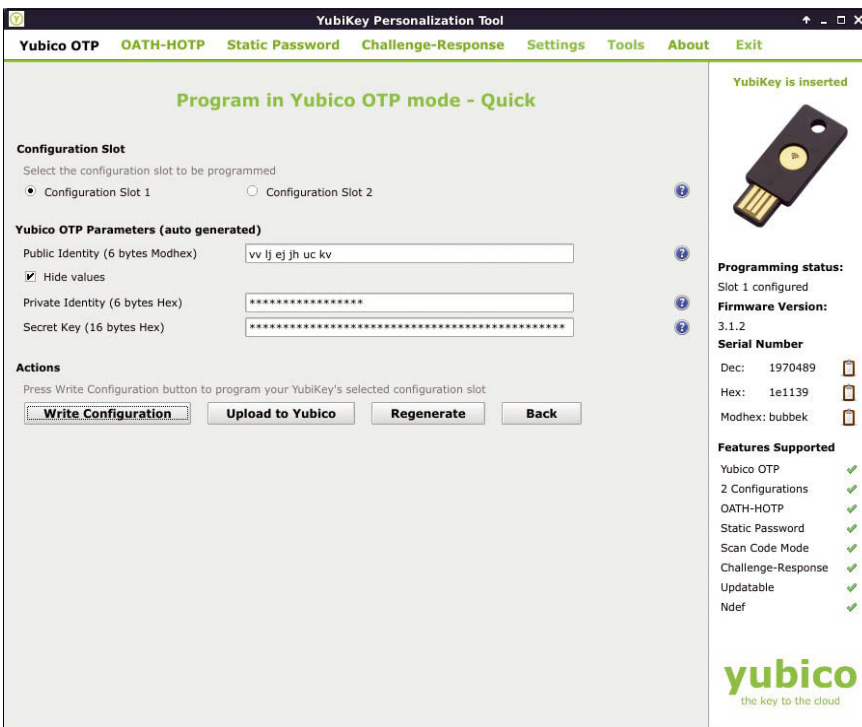 YubiKey Personalization Tool
Yubico OTP OATH-HOTP Static Password Challenge-Response Settings Tools About Exit
Program in Yubico OTP mode - Quick
Configuration Slot
Select the configuration slot to be programmed
Configuration Slot 1 Configuration Slot 2
Yubico OTP Parameters (auto generated)
Public Identity (6 bytes Modhex) vv lj ej jh uc kv
Hide values
Private Identity (6 bytes Hex) *****************
Secret Key (16 bytes Hex) ***********************************************
Actions
Press Write Configuration button to program your YubiKey's selected configuration slot
Write Configuration Upload to Yubico Regenerate Back
YubiKey is inserted
Programming status:
Slot 1 configured
Firmware Version:
3.1.2
Serial Number
Dec: 1970489
Hex: 1e1139
Modhex: bubbek
Features Supported
Yubico OTP
2 Configurations
OATH-HOTP
Static Password
Scan Code Mode
Challenge-Response
Updatable
Ndef
yubico
the key to the cloud